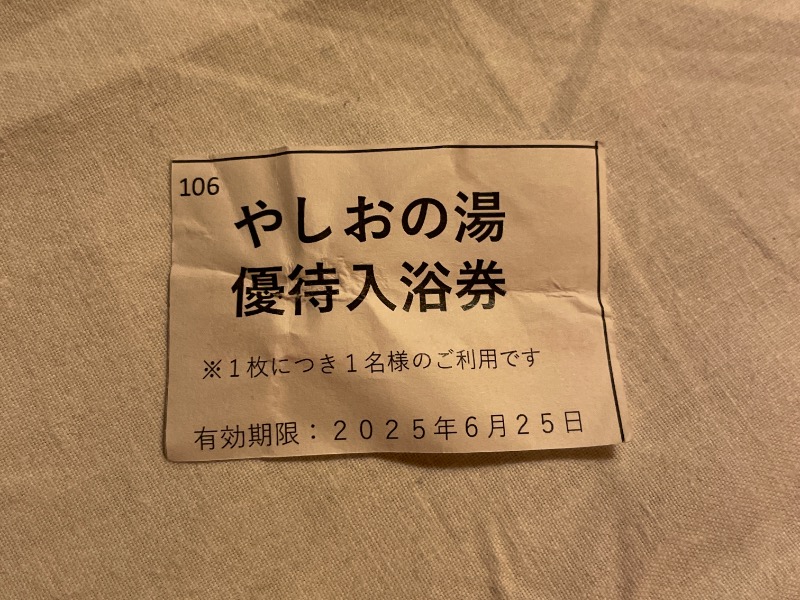 106
やしおの湯
優待入浴券
※１枚につき１名様のご利用です
有効期限：２０２５年６月２５日